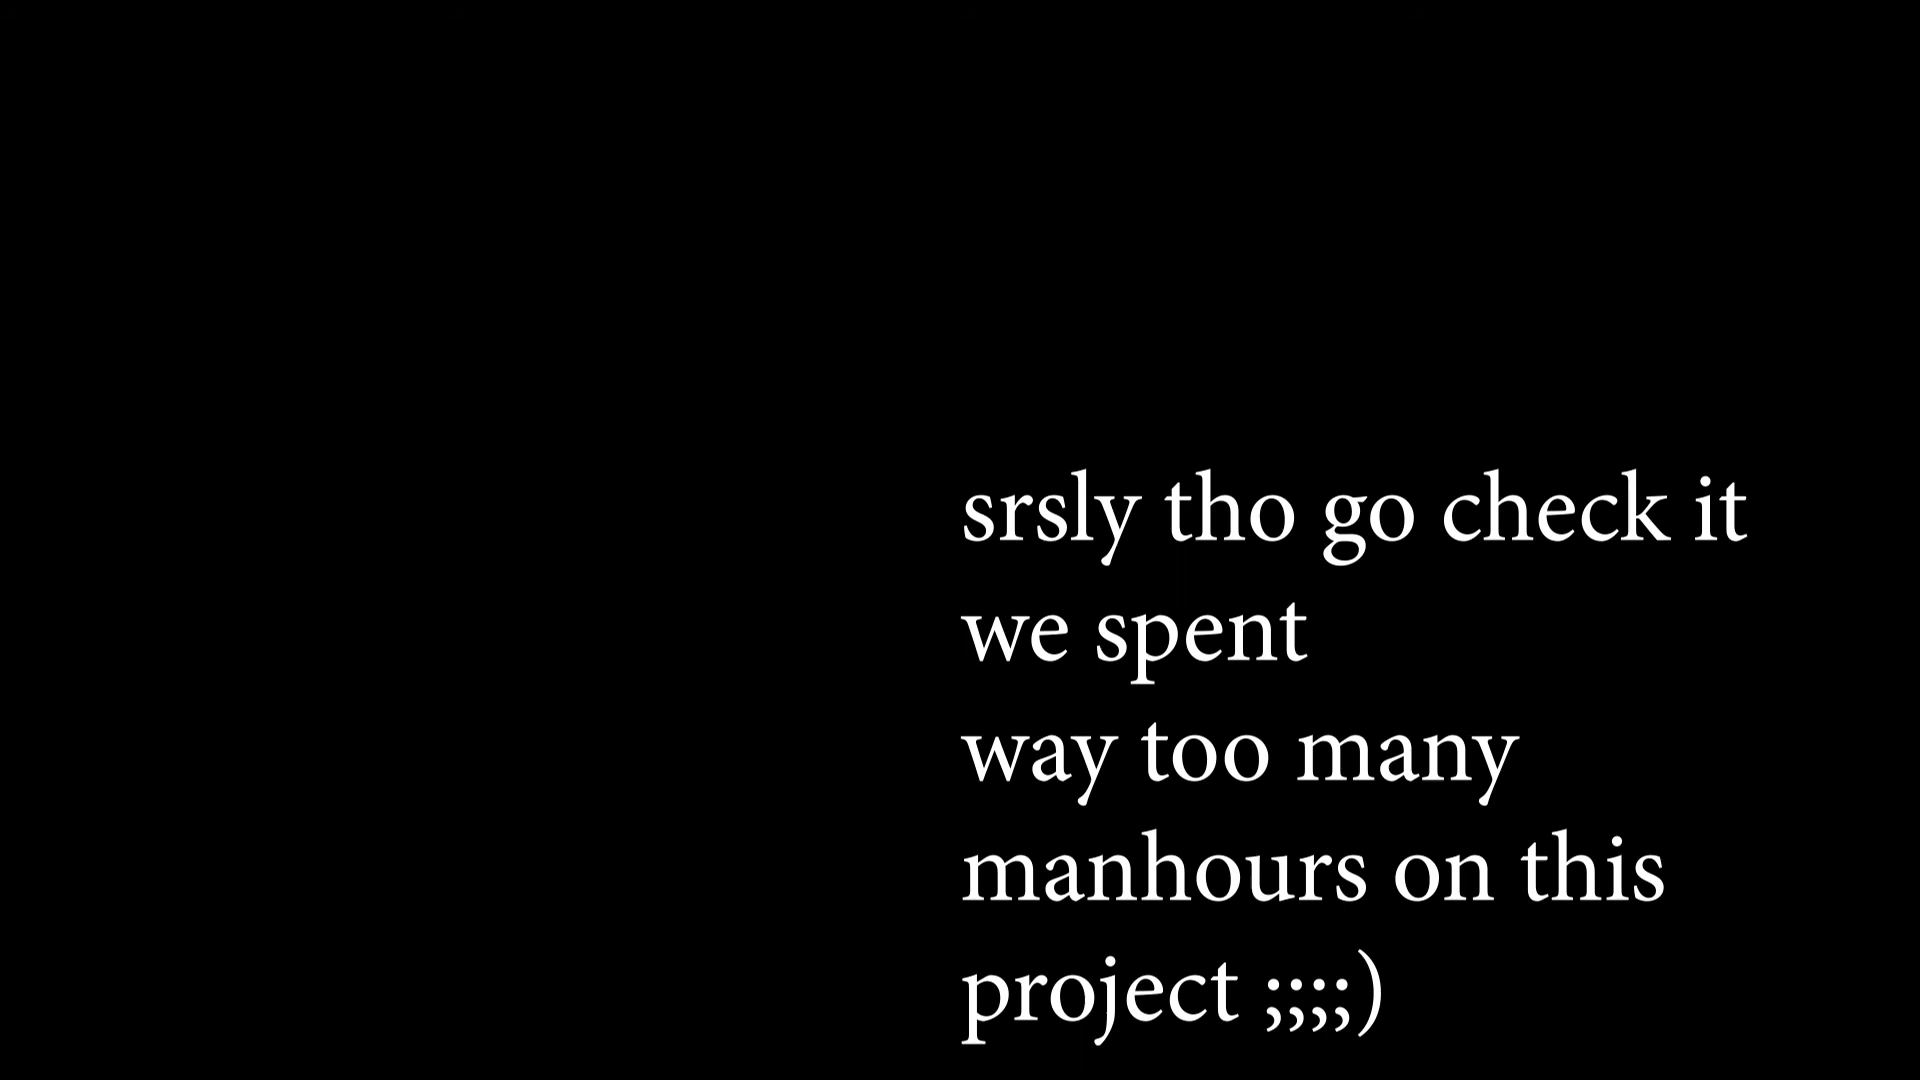 srsly tho go check it
we spent
way too many
manhours on this
project ;;;;)